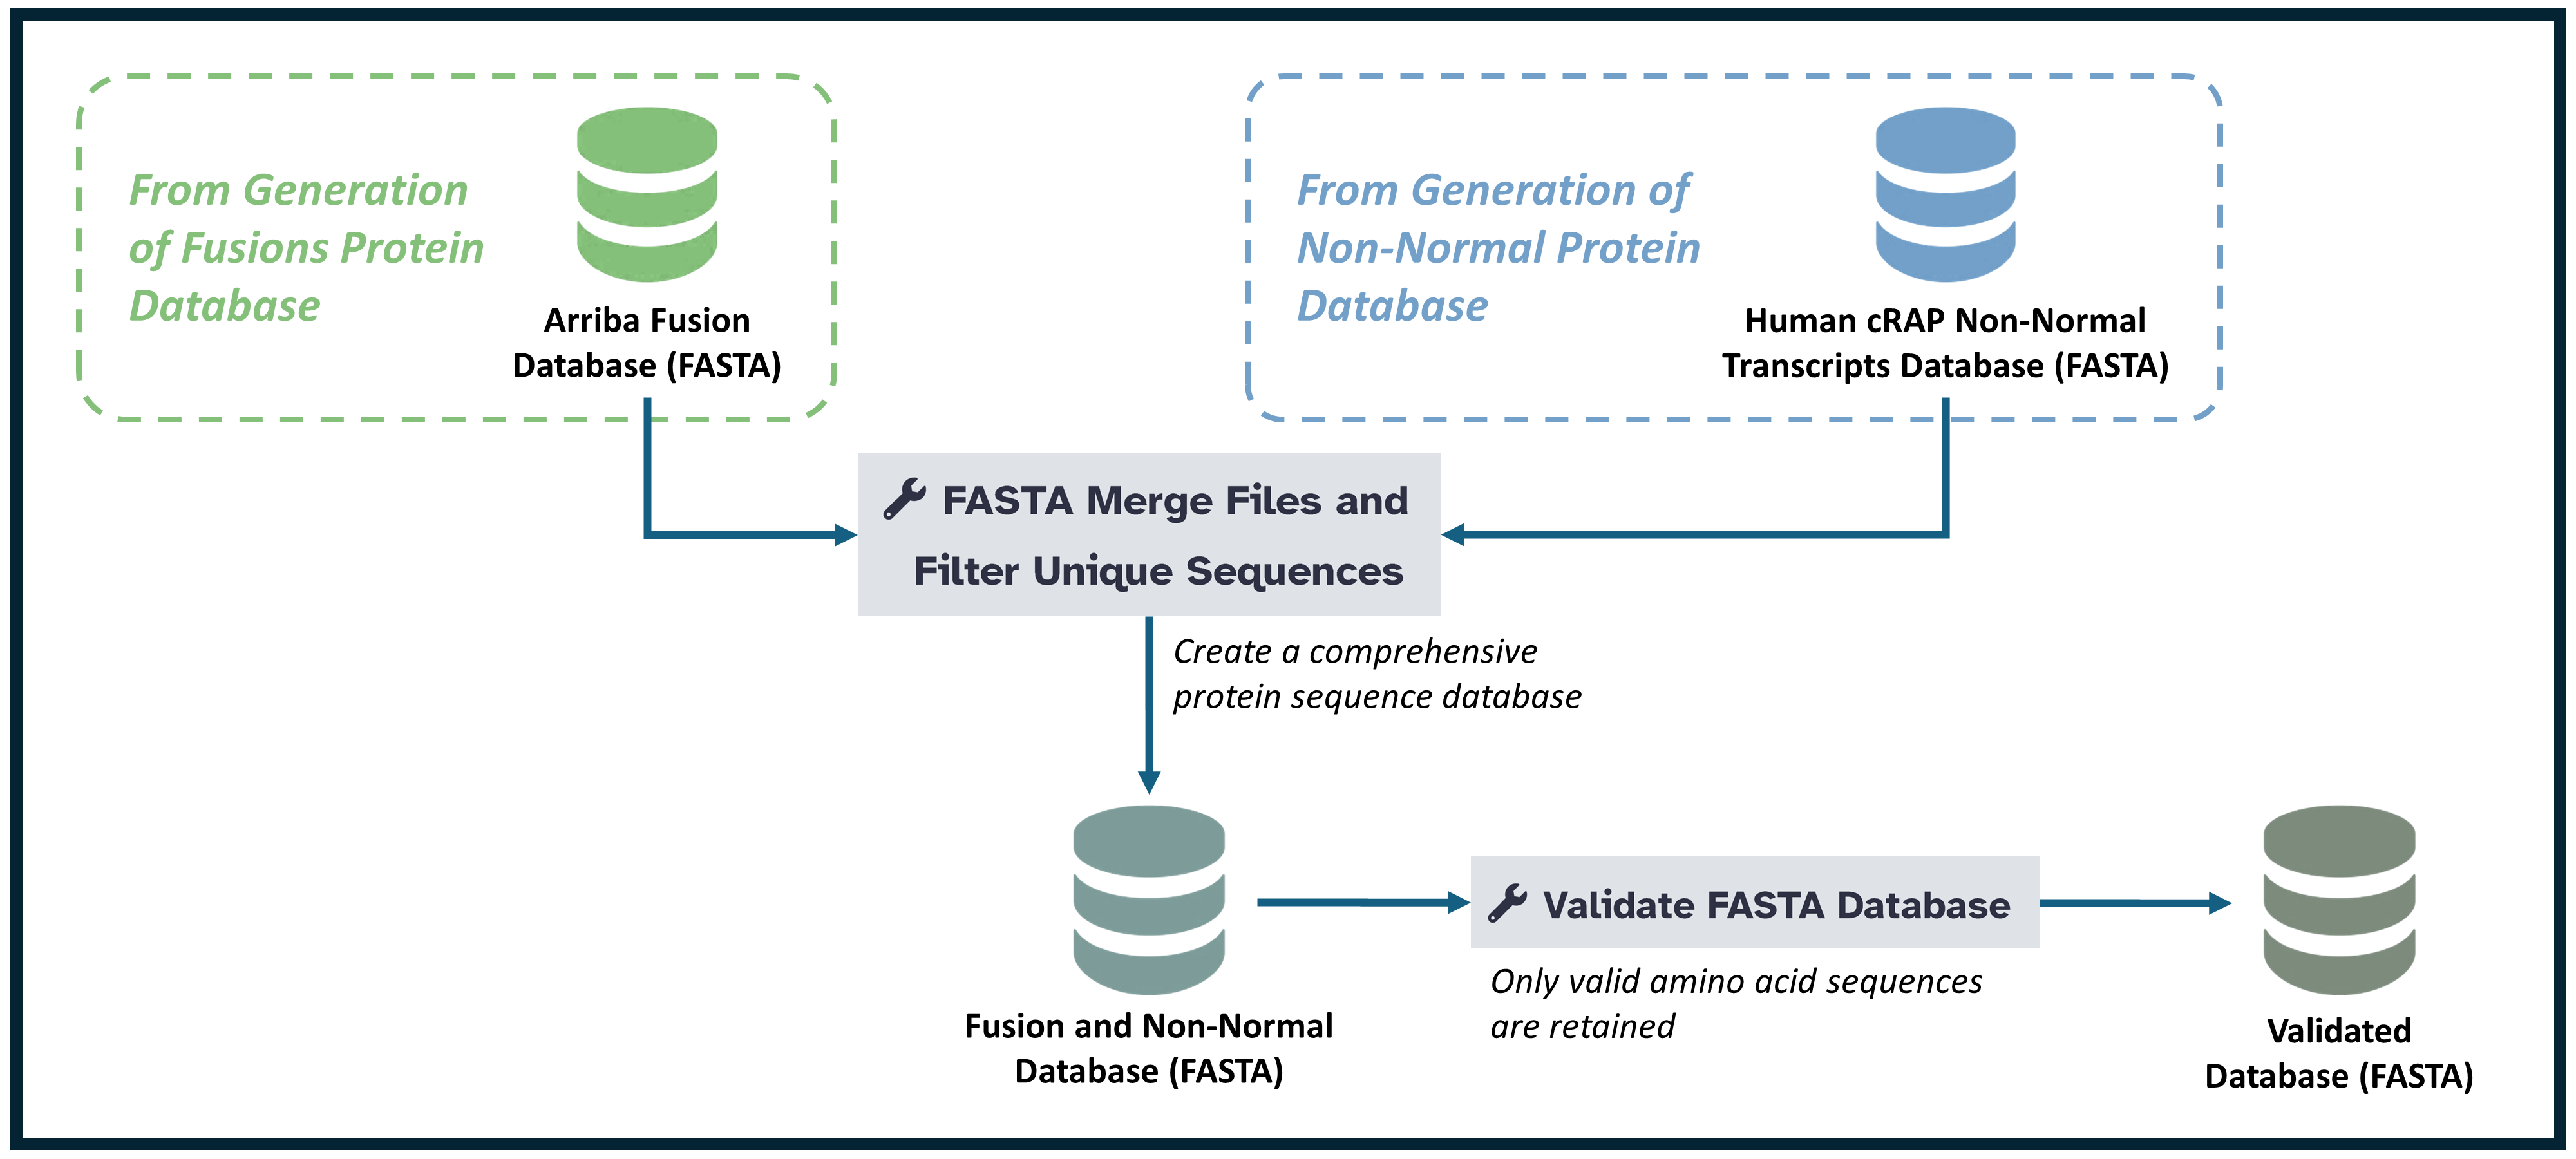 From Generation
of Fusions Protein
Database
Arriba Fusion
Database (FASTA)
From Generation of
Non-Normal Protein
Database
Human cRAP Non-Normal
Transcripts Database (FASTA)
FASTA Merge Files and
Filter Unique Sequences
Create a comprehensive
protein sequence database
Fusion and Non-Normal
Database (FASTA)
Validate FASTA Database
Only valid amino acid sequences
are retained
Validated
Database (FASTA)